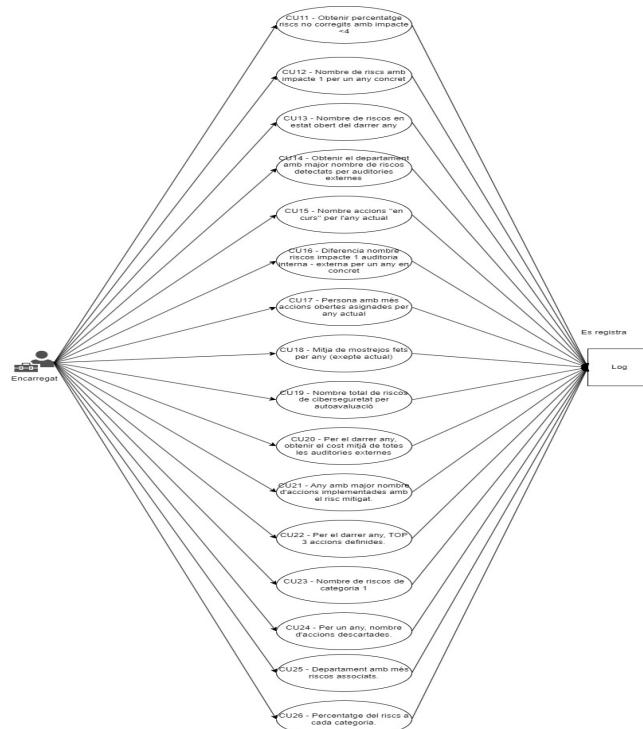 CU11 - Obtenir percentatge
riscs no corregits amb impacte
<4
CU12 - Nombre de riscs amb
impacte 1 per un any concret
CU13 - Nombre de riscos en
estat obert del darrer any
CU14 - Obtenir el departament
amb major nombre de riscos
detectats per auditories
externes
CU15 - Nombre accions "en
curs" per l'any actual
CU16 - Diferencia nombre
riscos impacte 1 auditoria
interna - externa per un any en
concret
CU17 - Persona amb mès
accions obertes asignades per
any actual
CU18 - Mitja de mostrejos fets
per any (exepte actual)
CU19 - Nombre total de riscos
de ciberseguretat per
autoavaluació
CU20 - Per el darrer any,
obtenir el cost mitjà de totes
les auditories externes
CU21 - Any amb major nombre
d'accions implementades amb
el risc mitigat.
CU22 - Per el darrer any, TOP
3 accions definides.
CU23 - Nombre de riscos de
categoria 1
CU24 - Per un any, nombre
d'accions descartades.
CU25 - Departament amb mès
riscos associats.
CU26 - Percentatge del riscs a
cada categoria.
Encarregat
Es registra
Log